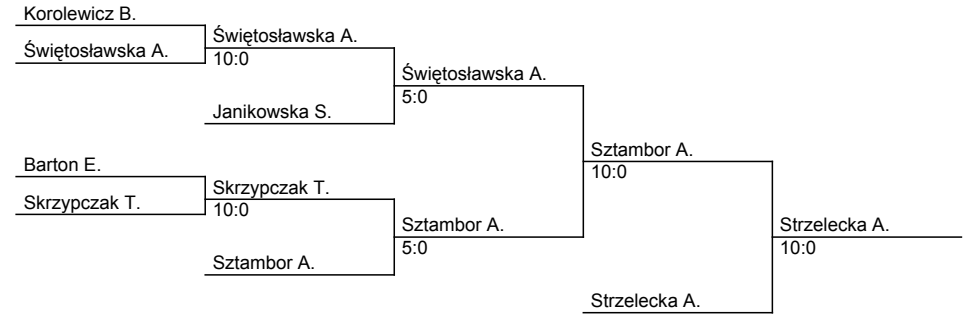 Korolewicz B.
Świętosławska A.
Świętosławska A.
10:0
Janikowska S.
Świętosławska A.
5:0
Barton E.
Skrzypczak T.
Skrzypczak T.
10:0
Sztambor A.
Sztambor A.
5:0
Sztambor A.
10:0
Strzelecka A.
Strzelecka A.
10:0